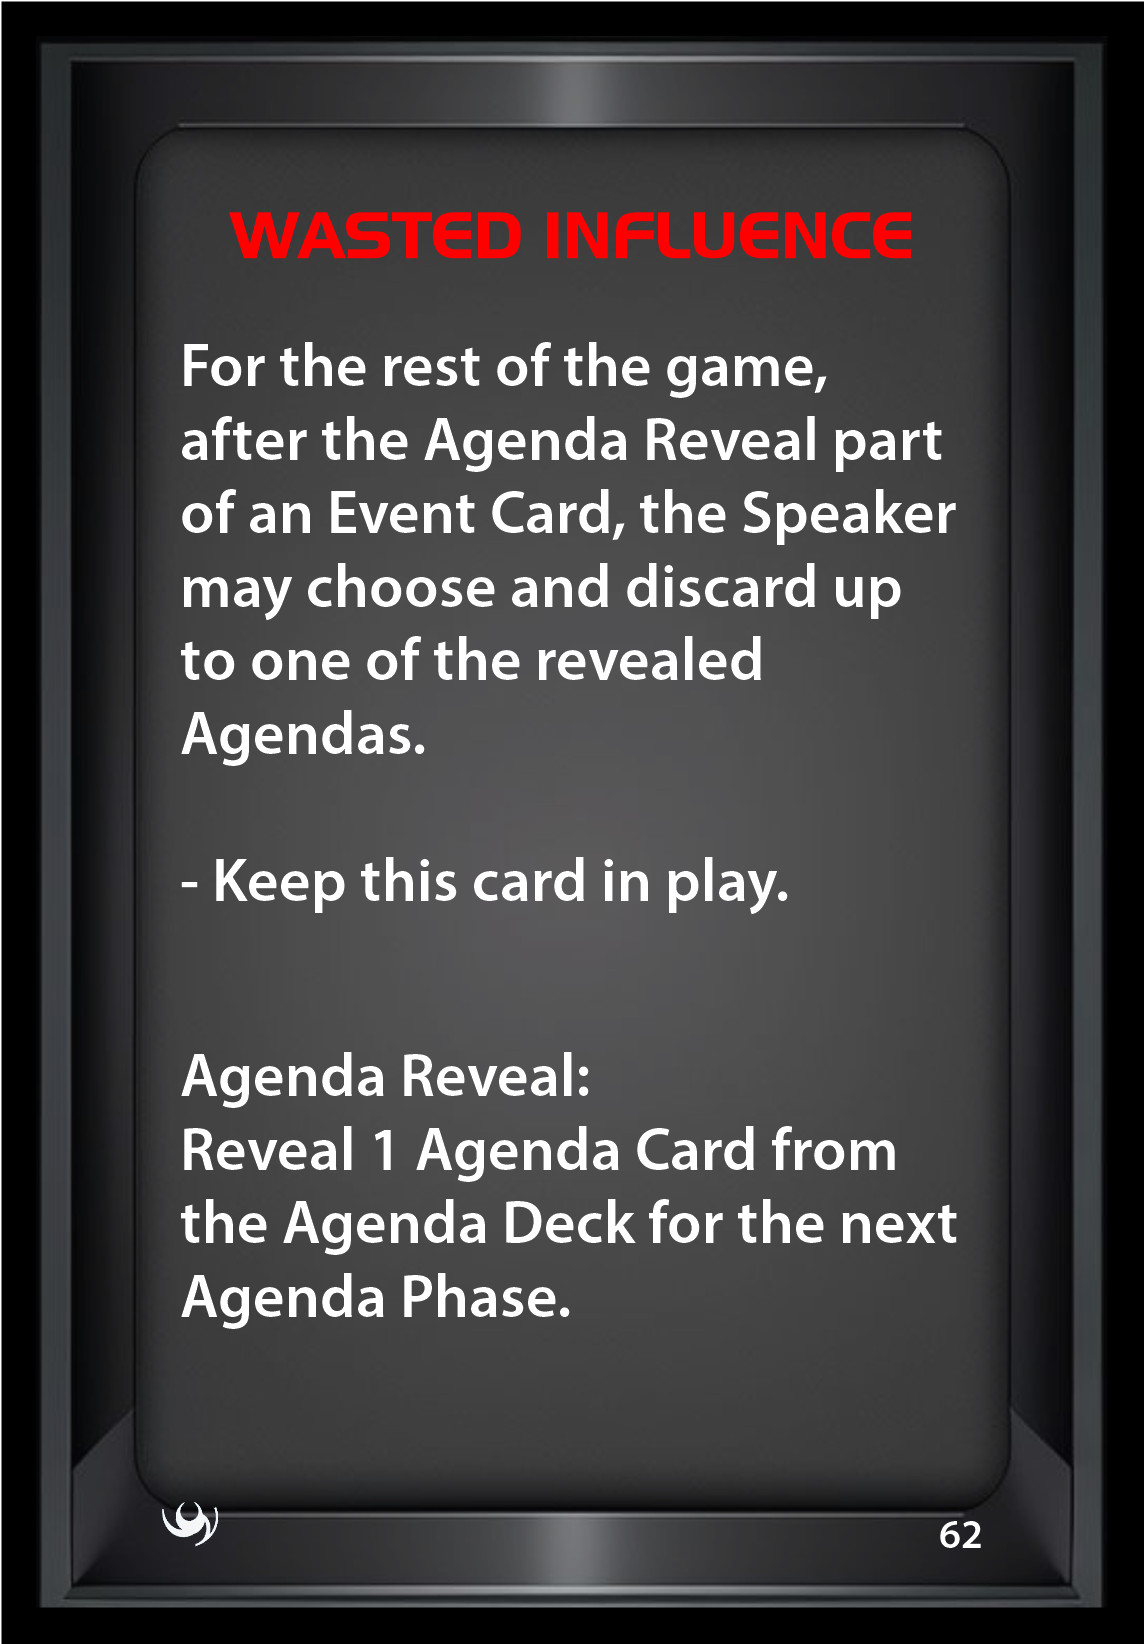 WASTED INFLUENCE
For the rest of the game,
after the Agenda Reveal part
of an Event Card, the Speaker
may choose and discard up
to one of the revealed
Agendas.
- Keep this card in play.
Agenda Reveal:
Reveal 1 Agenda Card from
the Agenda Deck for the next
Agenda Phase.
62